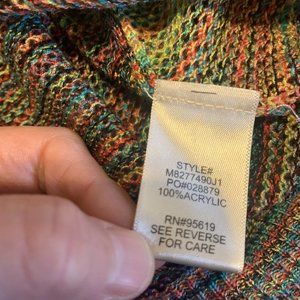 STYLE#
M8277490J1
PO#028879
100%ACRYLIC
RN#95619
SEE REVERSE
FOR CARE